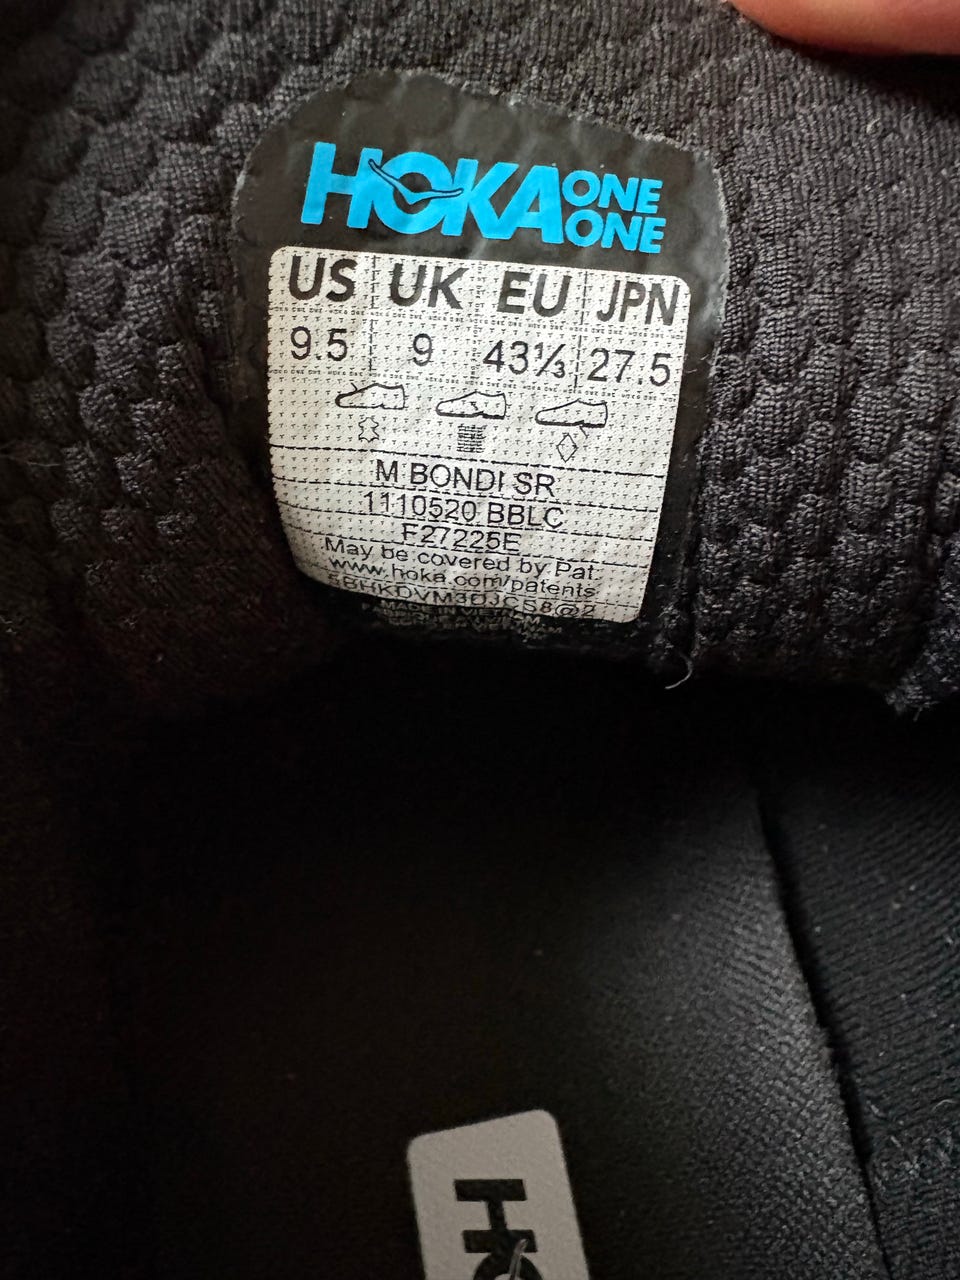 HOKA ONE ONE
US UK EU JPN
9.5 9 43⅓ 27.5
M BONDI SR
1110520 BBLC
F27225E
May be covered by Pat.
www.hoka.com/patents
MADE IN VIETNAM
HO